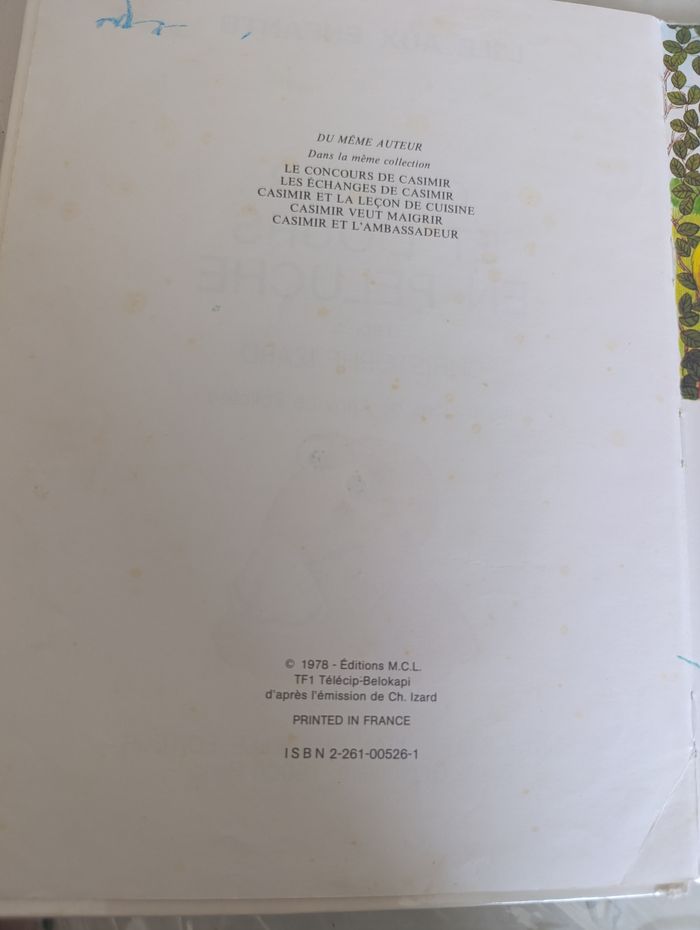 DU MÊME AUTEUR
Dans la même collection
LE CONCOURS DE CASIMIR
LES ÉCHANGES DE CASIMIR
CASIMIR ET LA LEÇON DE CUISINE
CASIMIR VEUT MAIGRIR
CASIMIR ET L'AMBASSADEUR
© 1978 - Éditions M.C.L.
TF1 Télécip-Belokapi
d'après l'émission de Ch. Izard
PRINTED IN FRANCE
ISBN 2-261-00526-1